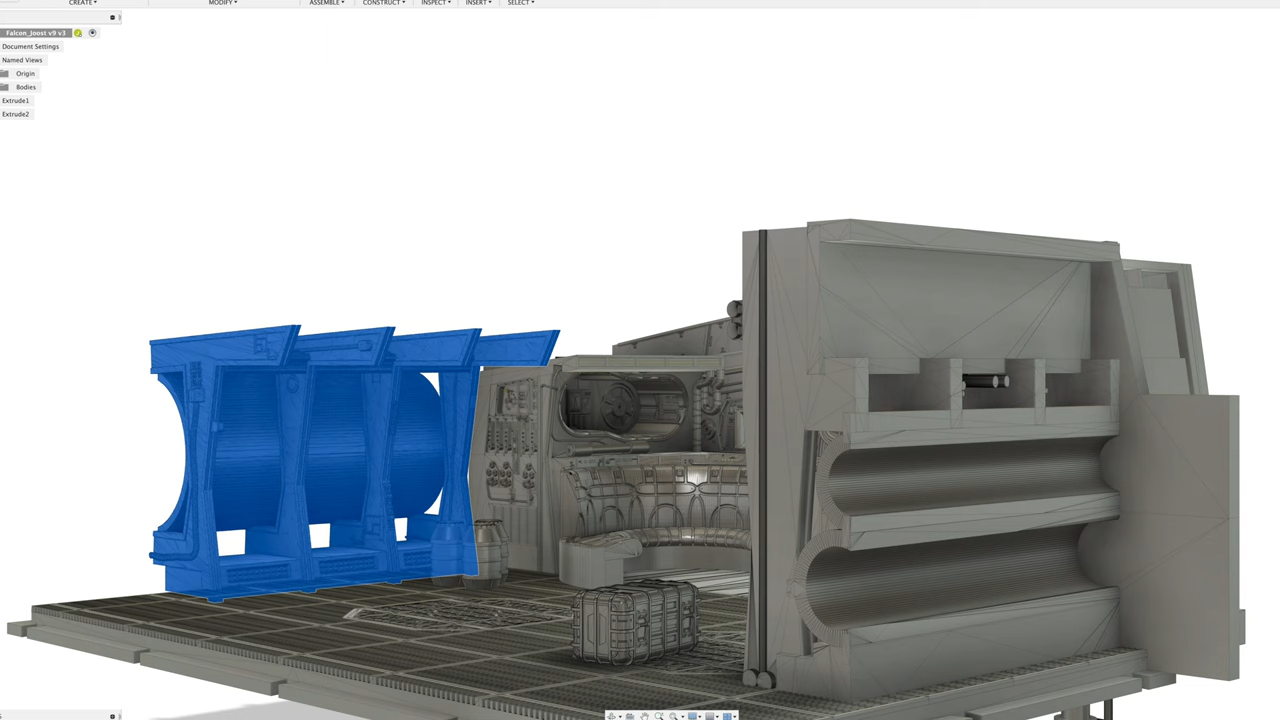 CREATE MODIFY ASSEMBLE CONSTRUCT INSPECT INSERT SELECT
Falcon_Joost v9 v3
Document Settings
Named Views
Origin
Bodies
Extrude1
Extrude2